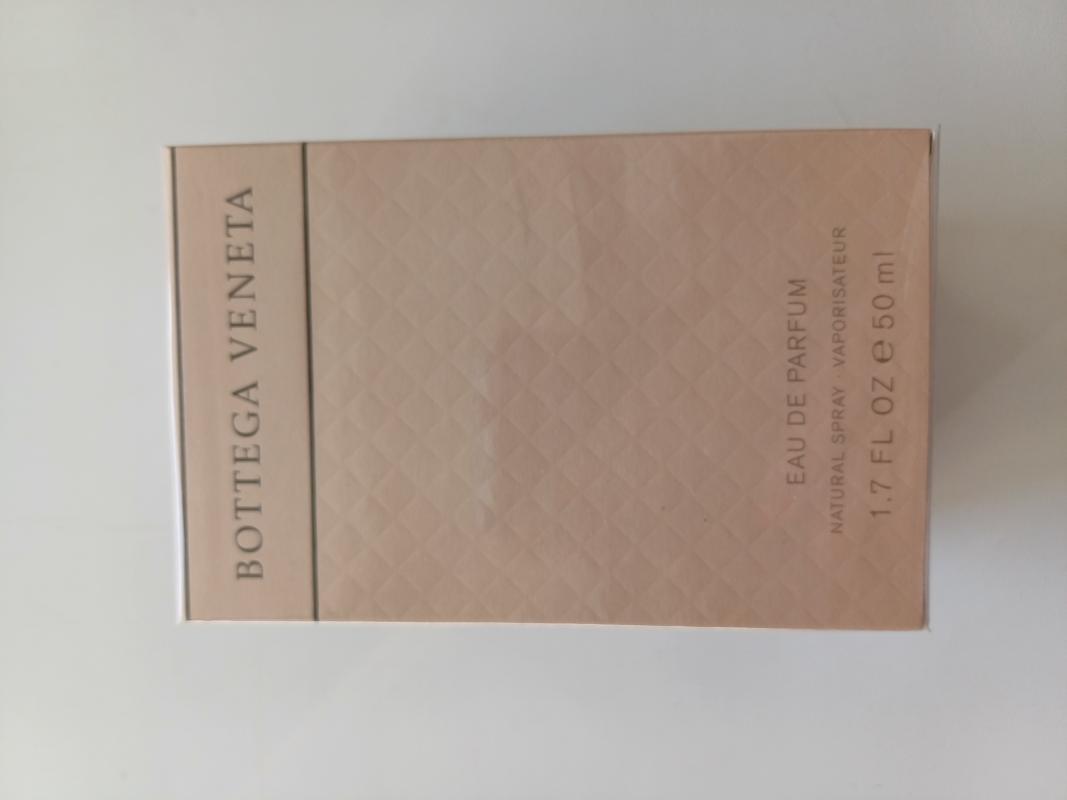 BOTTEGA VENETA
EAU DE PARFUM
NATURAL SPRAY · VAPORISATEUR
1.7 FL OZ ℮ 50 ml